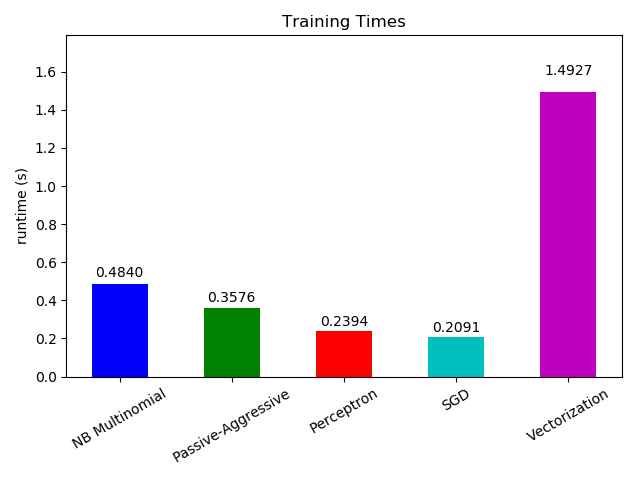 Training Times
runtime (s)
1.6
1.4
1.2
1.0
0.8
0.6
0.4
0.2
0.0
0.4840
0.3576
0.2394
0.2091
1.4927
NB Multinomial
Passive-Aggressive
Perceptron
SGD
Vectorization